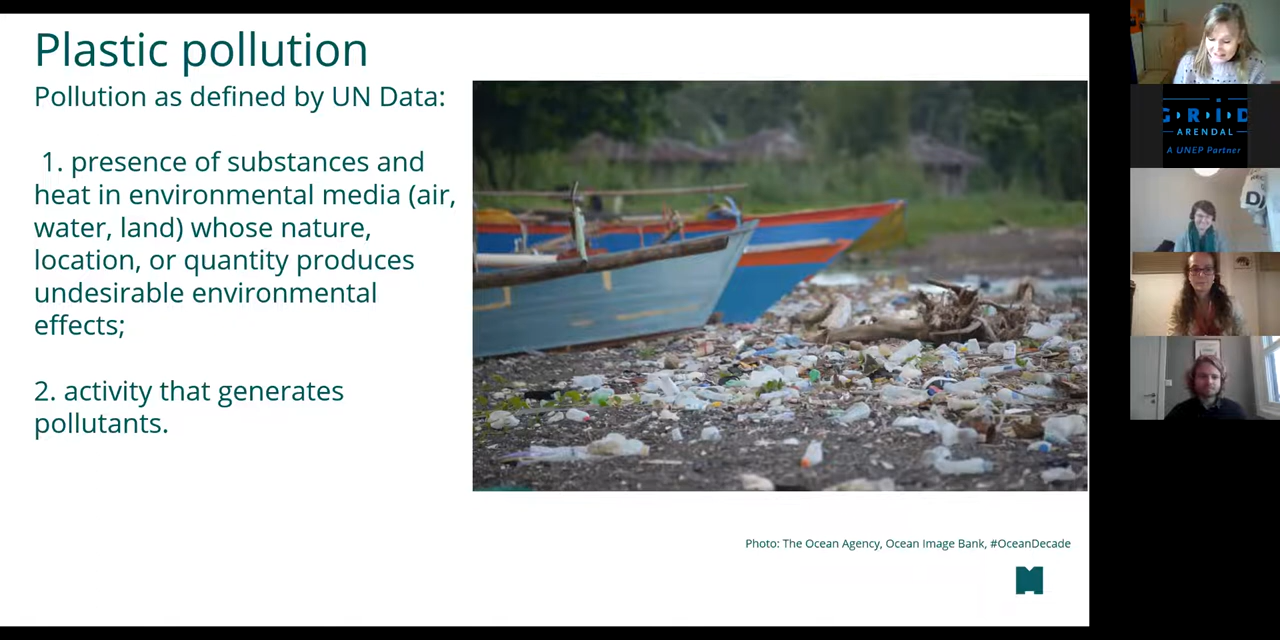 Plastic pollution
Pollution as defined by UN Data:
1. presence of substances and
heat in environmental media (air,
water, land) whose nature,
location, or quantity produces
undesirable environmental
effects;
2. activity that generates
pollutants.
Photo: The Ocean Agency, Ocean Image Bank, #OceanDecade
GRID
ARENDAL
A UNEP Partner